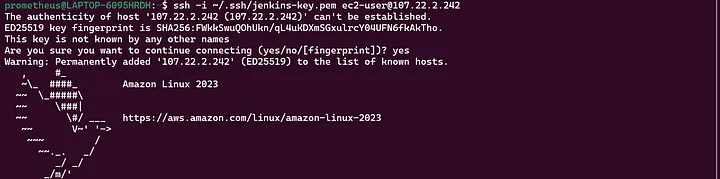 prometheus@LAPTOP-6095HRDH:~$ ssh -i ~/.ssh/jenkins-key.pem ec2-user@107.22.2.242
The authenticity of host '107.22.2.242 (107.22.2.242)' can't be established.
ED25519 key fingerprint is SHA256:FWkkSwuQOhUkn/qL4uKDXmSGxulrcY04UFN6fkAkTho.
This key is not known by any other names
Are you sure you want to continue connecting (yes/no/[fingerprint])? yes
Warning: Permanently added '107.22.2.242' (ED25519) to the list of known hosts.
   ,     #_
   ~\_  ####_        Amazon Linux 2023
  ~~  \_#####\
  ~~     \###|
  ~~       \#/ ___   https://aws.amazon.com/linux/amazon-linux-2023
   ~~       V~' '->
    ~~~         /
      ~~._.   _/
         _/ _/
       _/m/'